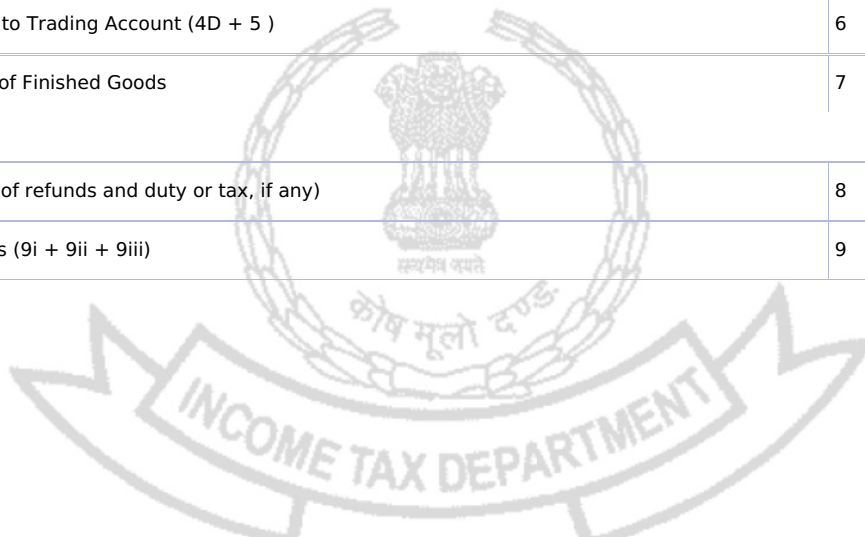 to Trading Account (4D + 5 )
6
of Finished Goods
7
of refunds and duty or tax, if any)
8
s (9i + 9ii + 9iii)
9
सत्यमेव जयते
कोष मूलो दण्डः
INCOME TAX DEPARTMENT